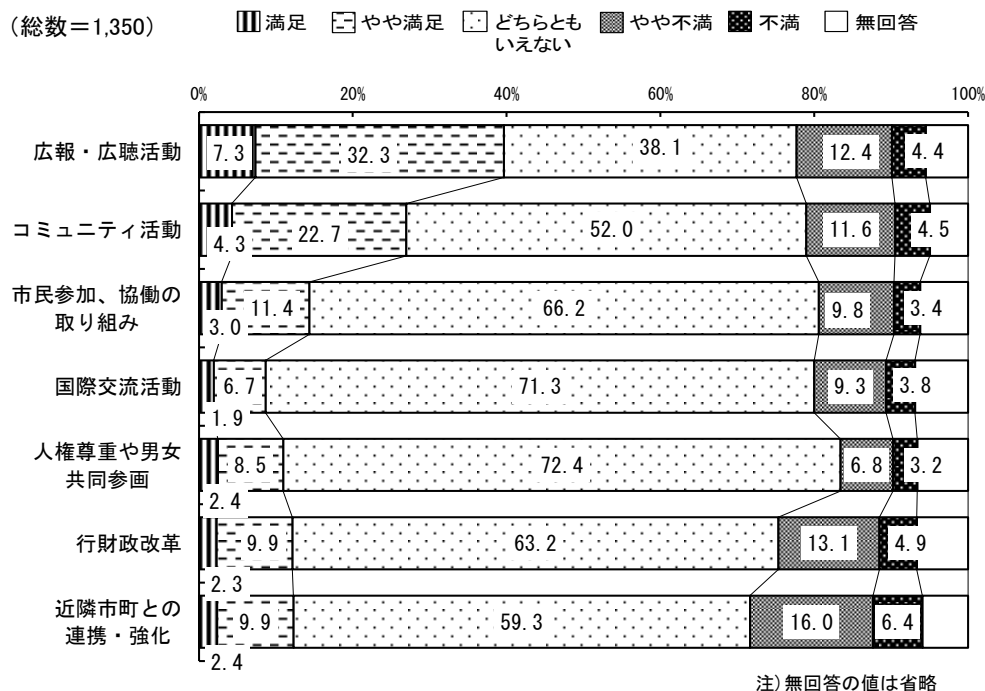 (総数=1,350)
満足 やや満足 どちらとも やや不満 不満 無回答
いえない
0% 20% 40% 60% 80% 100%
広報・広聴活動 7.3 32.3 38.1 12.4 4.4
コミュニティ活動 4.3 22.7 52.0 11.6 4.5
市民参加、協働の
取り組み 3.0 11.4 66.2 9.8 3.4
国際交流活動 1.9 6.7 71.3 9.3 3.8
人権尊重や男女
共同参画 2.4 8.5 72.4 6.8 3.2
行財政改革 2.3 9.9 63.2 13.1 4.9
近隣市町との
連携・強化 2.4 9.9 59.3 16.0 6.4
注)無回答の値は省略